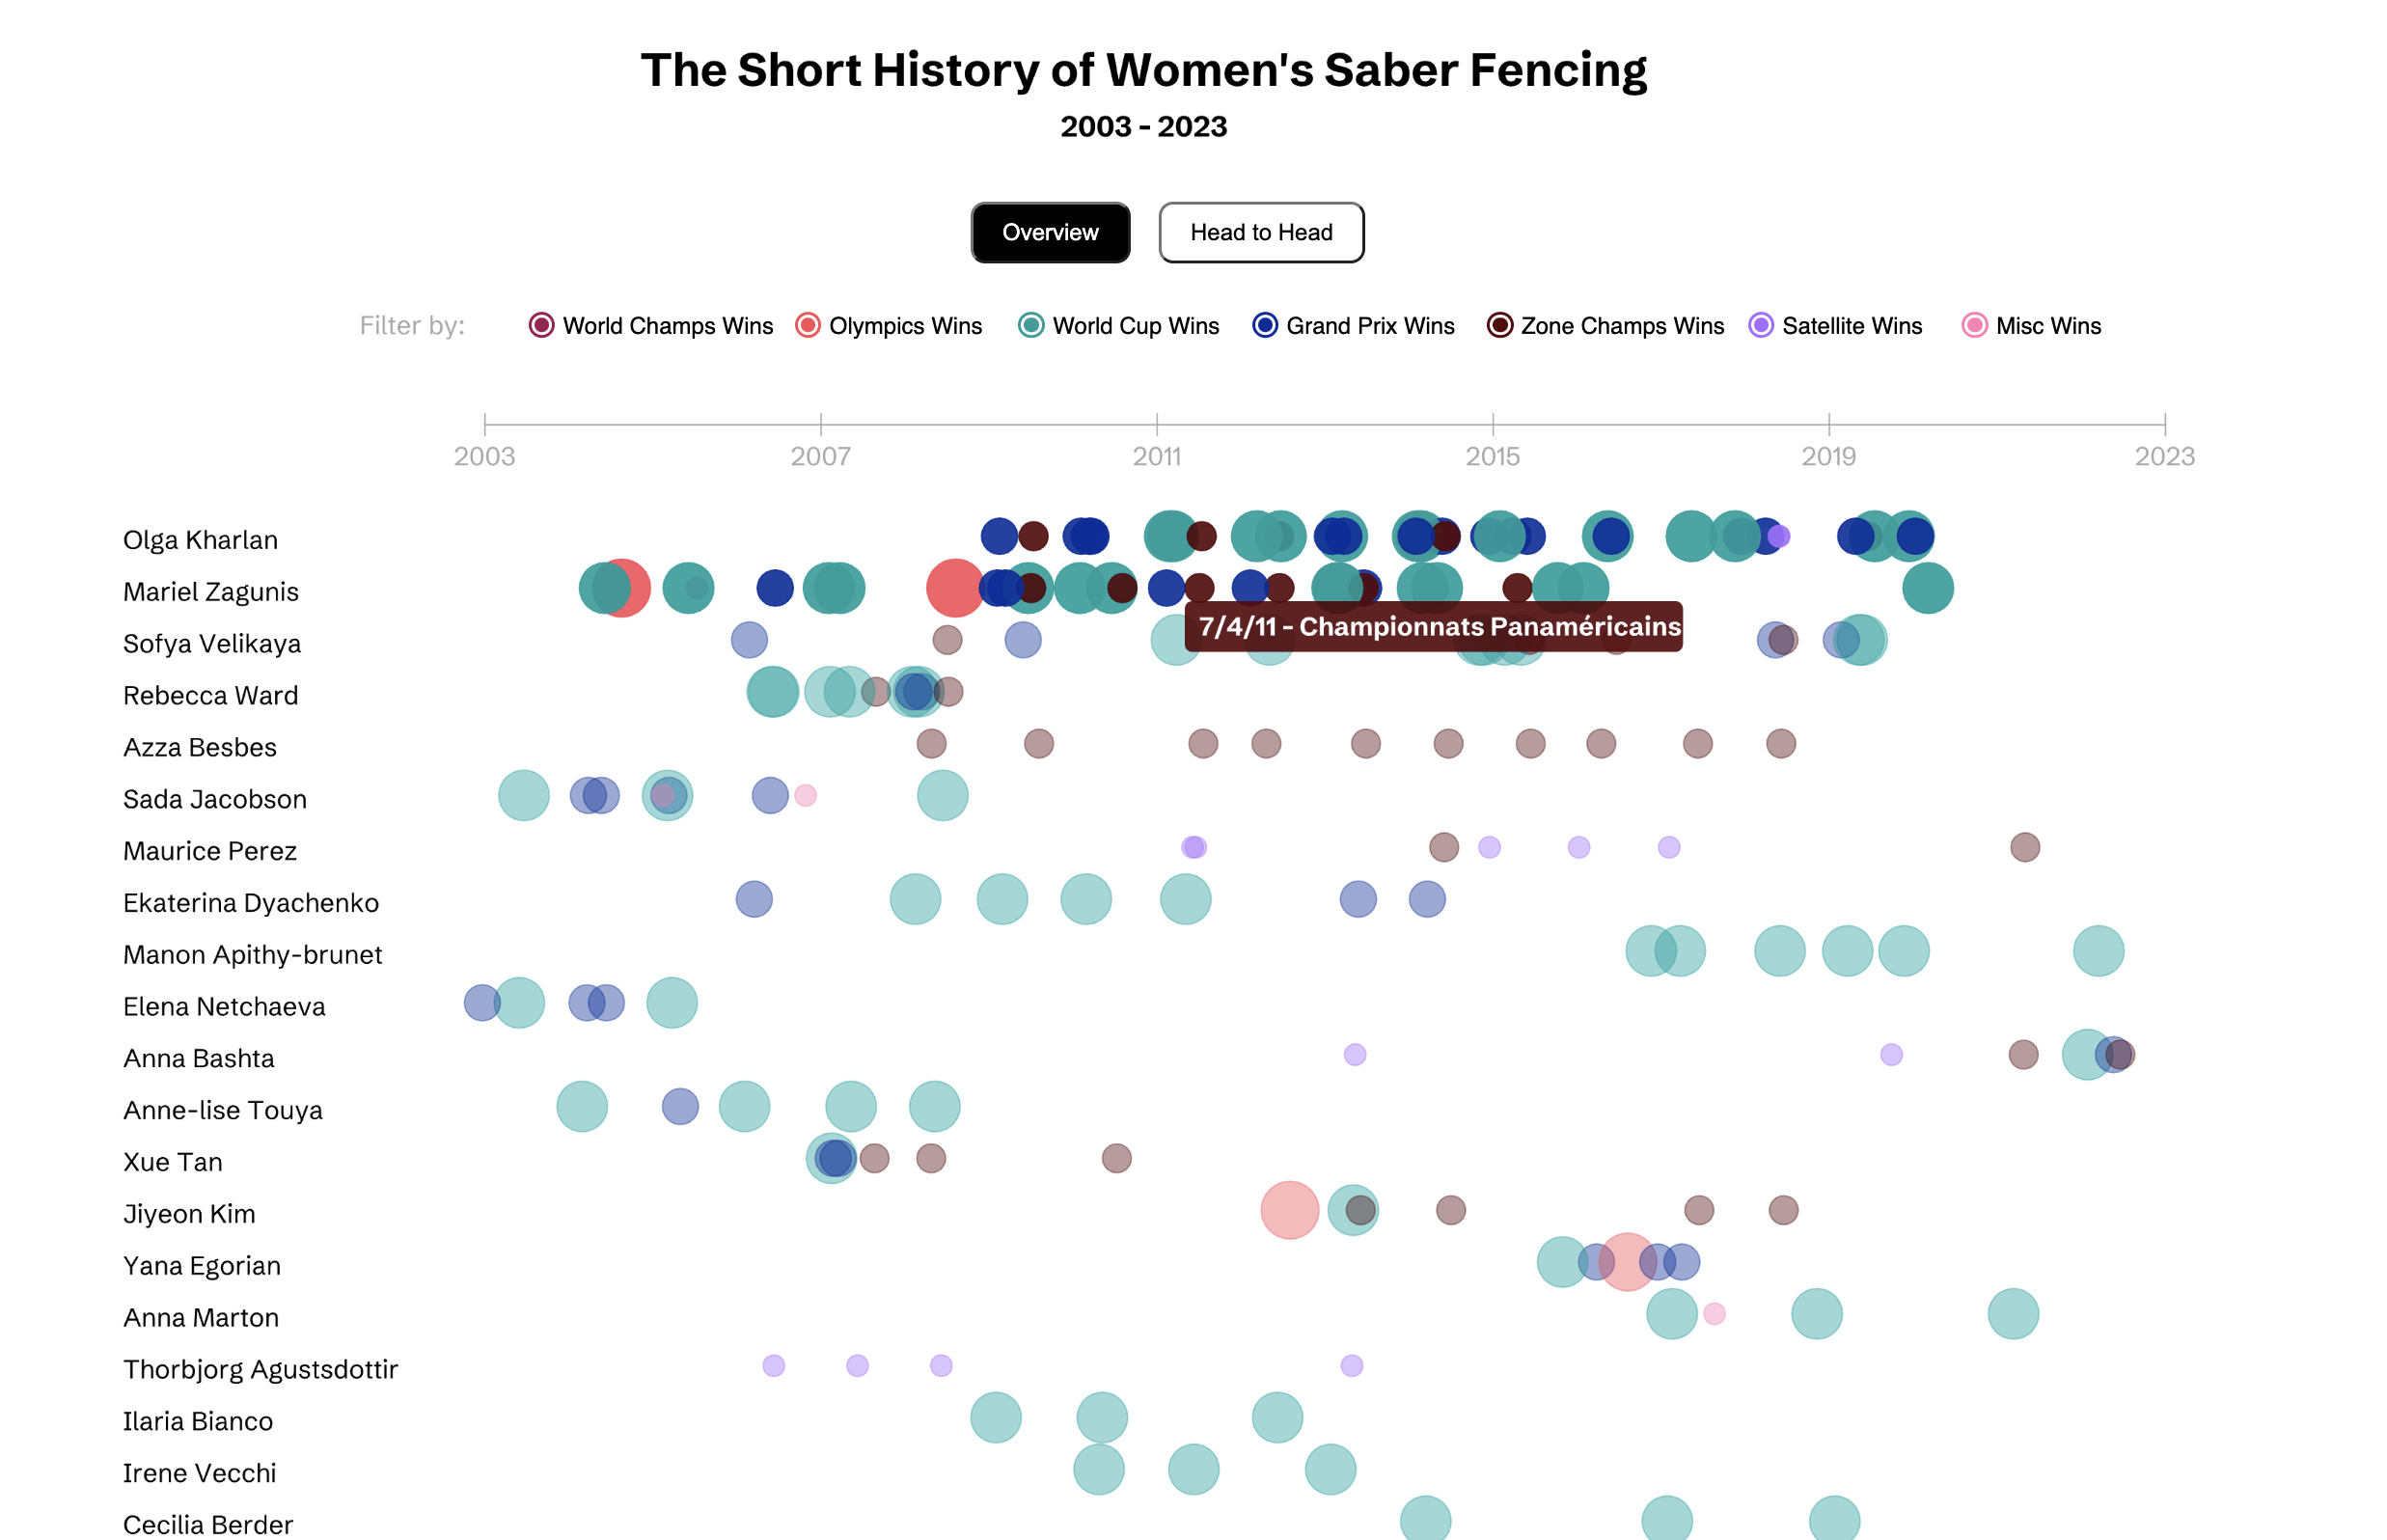 The Short History of Women's Saber Fencing
2003 - 2023
Overview
Head to Head
Filter by:
World Champs Wins
Olympics Wins
World Cup Wins
Grand Prix Wins
Zone Champs Wins
Satellite Wins
Misc Wins
2003
2007
2011
2015
2019
2023
Olga Kharlan
Mariel Zagunis
7/4/11 - Championnats Panaméricains
Sofya Velikaya
Rebecca Ward
Azza Besbes
Sada Jacobson
Maurice Perez
Ekaterina Dyachenko
Manon Apithy-brunet
Elena Netchaeva
Anna Bashta
Anne-lise Touya
Xue Tan
Jiyeon Kim
Yana Egorian
Anna Marton
Thorbjorg Agustsdottir
Ilaria Bianco
Irene Vecchi
Cecilia Berder